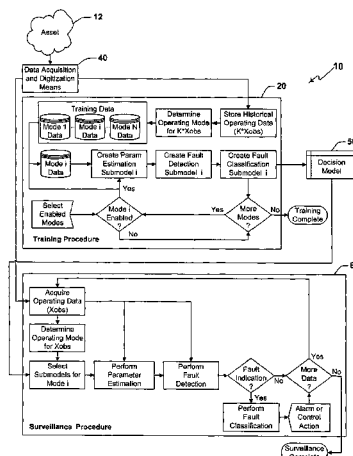 12
Asset
40
Data Acquisition
and Digitization
Means
10
20
Training Data
Mode 1
Data
Mode i
Data
Mode N
Data
Determine
Operating Mode
for K*Xobs
Store Historical
Operating Data
(K*Xobs)
Mode i
Data
Create Param
Estimation
Submodel i
Create Fault
Detection
Submodel i
Create Fault
Classification
Submodel i
Decision
Model
Yes
Select
Enabled
Modes
Mode i
Enabled
?
Yes
More
Modes
?
No
Training
Complete
No
Training Procedure
Acquire
Operating Data
(Xobs)
Determine
Operating Mode
for Xobs
Select
Submodels for
Mode i
Perform
Parameter
Estimation
Perform
Fault
Detection
Fault
Indication
?
No
More
Data
?
Yes
No
Yes
Perform
Fault
Classification
Alarm or
Control
Action
Surveillance Procedure
Surveillance